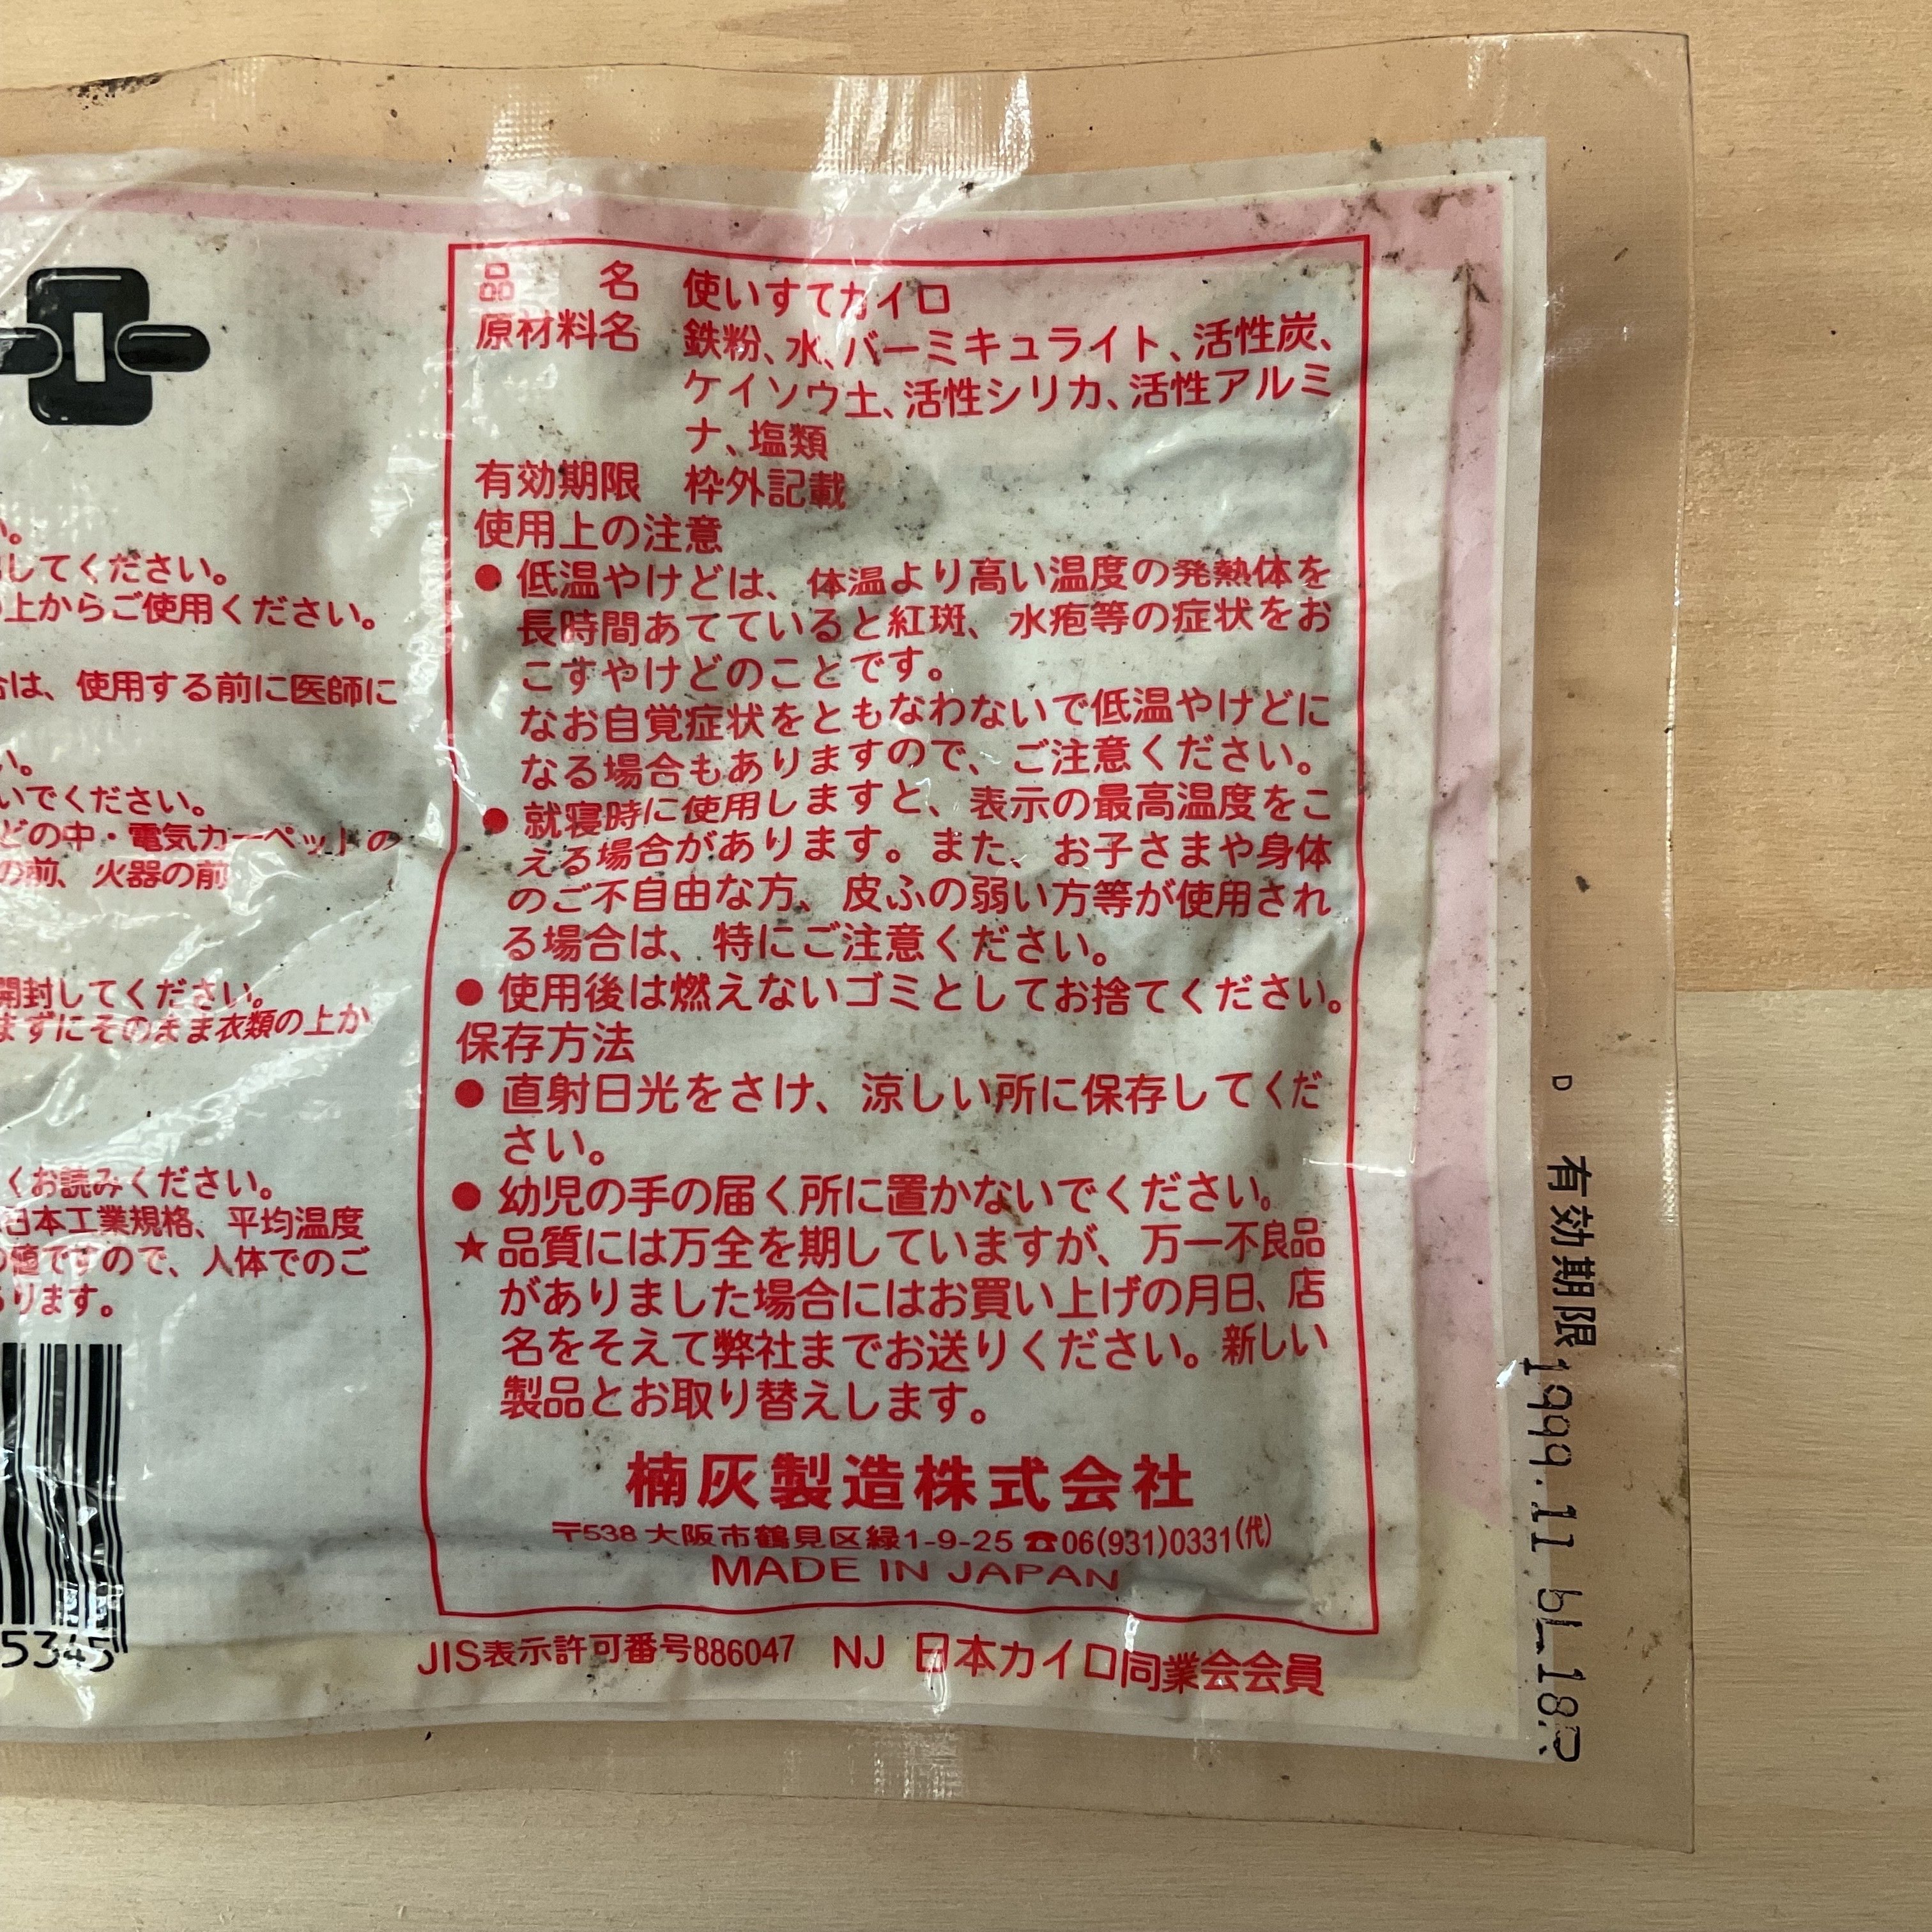 い。
してください。
上からご使用ください。
は、使用する前に医師に
い。
いでください。
どの中・電気カーペットの
の前、火器の前
開封してください。
まずにそのまま衣類の上か
くお読みください。
日本工業規格、平均温度
の値ですので、人体でのご
ります。
5345
品 名 使いすてカイロ
原材料名 鉄粉、水、バーミキュライト、活性炭、
ケイソウ土、活性シリカ、活性アルミ
ナ、塩類
有効期限 枠外記載
使用上の注意
●低温やけどは、体温より高い温度の発熱体を
長時間あてていると紅斑、水疱等の症状をお
こすやけどのことです。
なお自覚症状をともなわないで低温やけどに
なる場合もありますので、ご注意ください。
●就寝時に使用しますと、表示の最高温度をこ
える場合があります。また、お子さまや身体
のご不自由な方、皮ふの弱い方等が使用され
る場合は、特にご注意ください。
●使用後は燃えないゴミとしてお捨てください。
保存方法
●直射日光をさけ、涼しい所に保存してくだ
さい。
●幼児の手の届く所に置かないでください。
★品質には万全を期していますが、万一不良品
がありました場合にはお買い上げの月日、店
名をそえて弊社までお送りください。新しい
製品とお取り替えします。
楠灰製造株式会社
〒538 大阪市鶴見区緑1-9-25 ☎06(931)0331(代)
MADE IN JAPAN
JIS表示許可番号886047 NJ 日本カイロ同業会会員
D 有効期限 1999.11